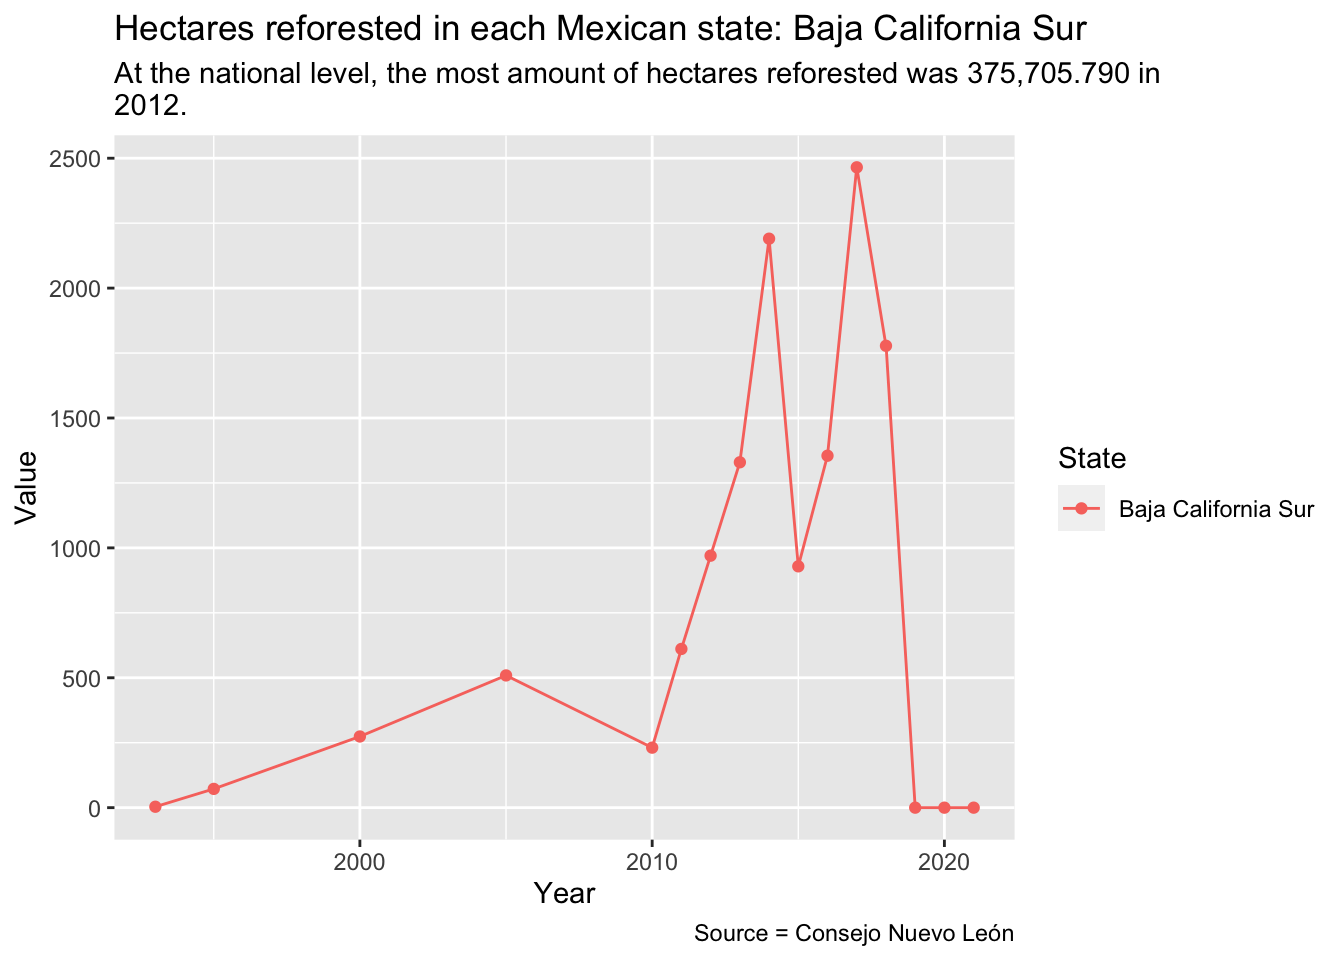 Hectares reforested in each Mexican state: Baja California Sur
At the national level, the most amount of hectares reforested was 375,705.790 in
2012.
2500
2000
1500
1000
500
0
Value
2000
2010
2020
Year
State
Baja California Sur
Source = Consejo Nuevo León